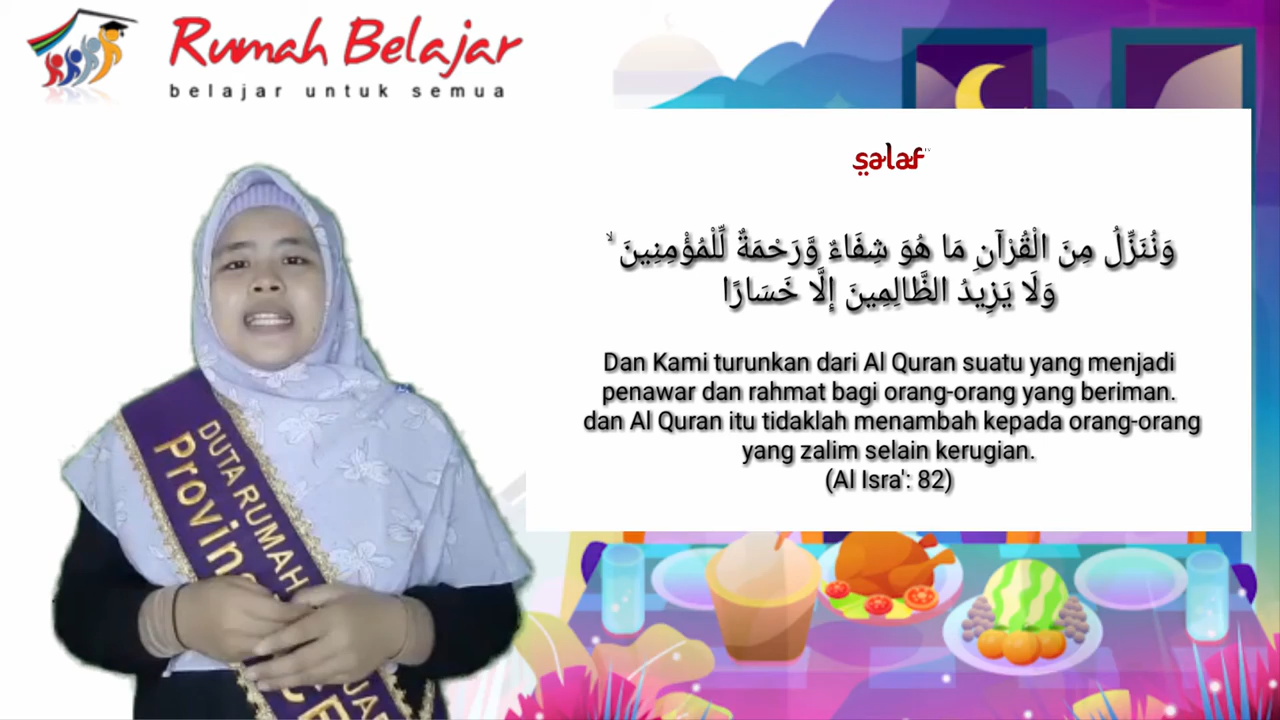 Rumah Belajar
belajar untuk semua
salaf
وَنُنَزِّلُ مِنَ الْقُرْآنِ مَا هُوَ شِفَاءٌ وَّرَحْمَةٌ لِّلْمُؤْمِنِينَ ۙ
وَلَا يَزِيدُ الظَّالِمِينَ إِلَّا خَسَارًا
Dan Kami turunkan dari Al Quran suatu yang menjadi
penawar dan rahmat bagi orang-orang yang beriman.
dan Al Quran itu tidaklah menambah kepada orang-orang
yang zalim selain kerugian.
(Al Isra': 82)
DUTA RUMAH